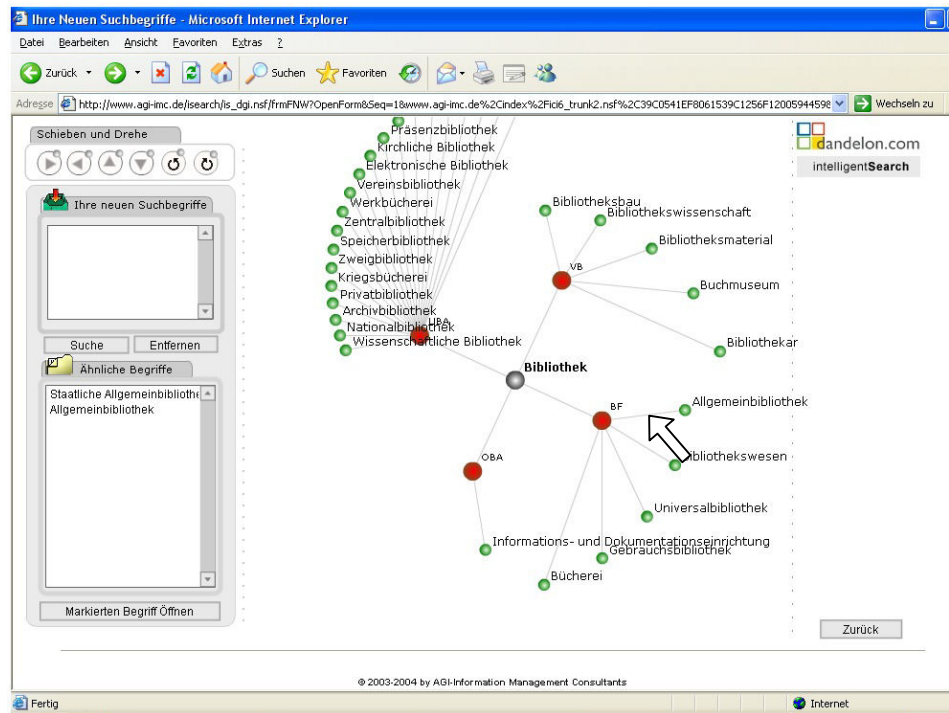 Ihre Neuen Suchbegriffe - Microsoft Internet Explorer
Datei Bearbeiten Ansicht Favoriten Extras ?
Zurück Suchen Favoriten
Adresse http://www.agi-imc.de/isearch/is_dgi.nsf/frmFNW?OpenForm&Seq=1&www.agi-imc.de%2Cindex%2Fici6_trunk2.nsf%2C39C0541EF8061539C1256F1200594459 Wechseln zu
Schieben und Drehe
Ihre neuen Suchbegriffe
Suche Entfernen
Ähnliche Begriffe
Staatliche Allgemeinbibliothe
Allgemeinbibliothek
Markierten Begriff Öffnen
Präsenzbibliothek
Kirchliche Bibliothek
Elektronische Bibliothek
Vereinsbibliothek
Werkbücherei
Zentralbibliothek
Speicherbibliothek
Zweigbibliothek
Kriegsbücherei
Privatbibliothek
Archivbibliothek
UBA
Nationalbibliothek
Wissenschaftliche Bibliothek
Bibliotheksbau
Bibliothekswissenschaft
Bibliotheksmaterial
VB
Buchmuseum
Bibliothekar
Bibliothek
Allgemeinbibliothek
BF
Bibliothekswesen
OBA
Universalbibliothek
Informations- und Dokumentationseinrichtung
Gebrauchsbibliothek
Bücherei
dandelon.com
intelligentSearch
Zurück
© 2003-2004 by AGI-Information Management Consultants
Fertig Internet